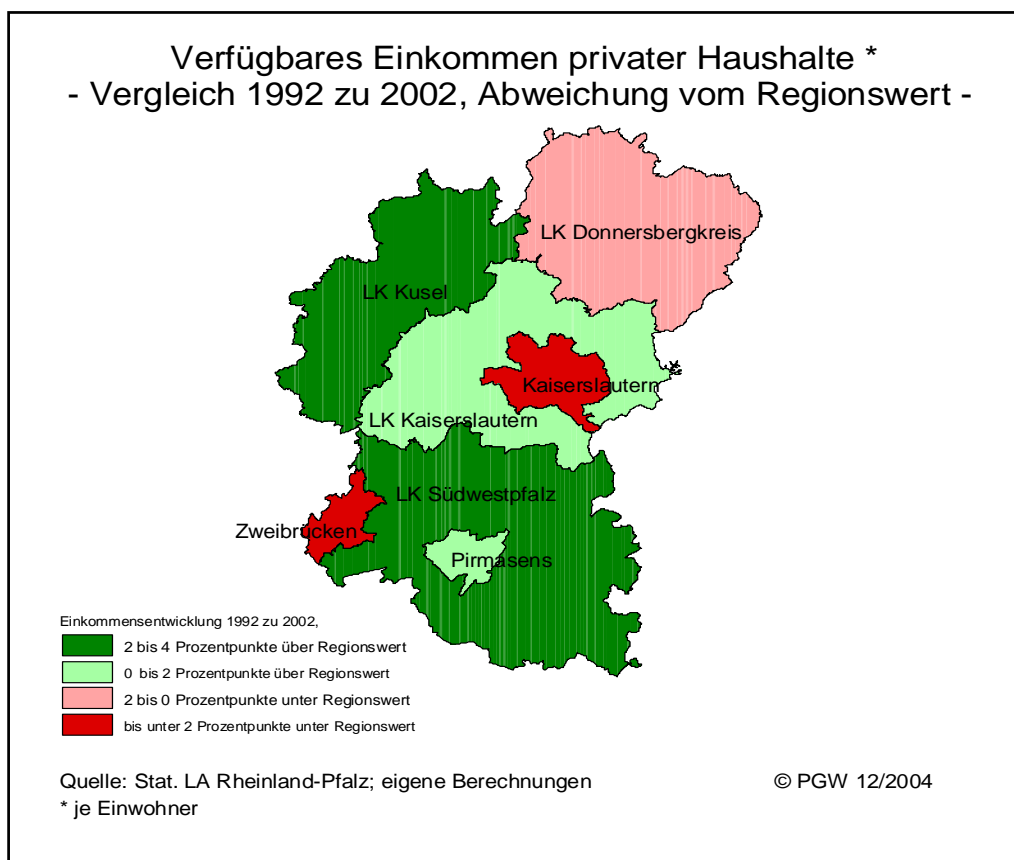 Verfügbares Einkommen privater Haushalte *
- Vergleich 1992 zu 2002, Abweichung vom Regionswert -
LK Donnersbergkreis
LK Kusel
Kaiserslautern
LK Kaiserslautern
LK Südwestpfalz
Zweibrücken
Pirmasens
Einkommensentwicklung 1992 zu 2002,
2 bis 4 Prozentpunkte über Regionswert
0 bis 2 Prozentpunkte über Regionswert
2 bis 0 Prozentpunkte unter Regionswert
bis unter 2 Prozentpunkte unter Regionswert
Quelle: Stat. LA Rheinland-Pfalz; eigene Berechnungen © PGW 12/2004
* je Einwohner